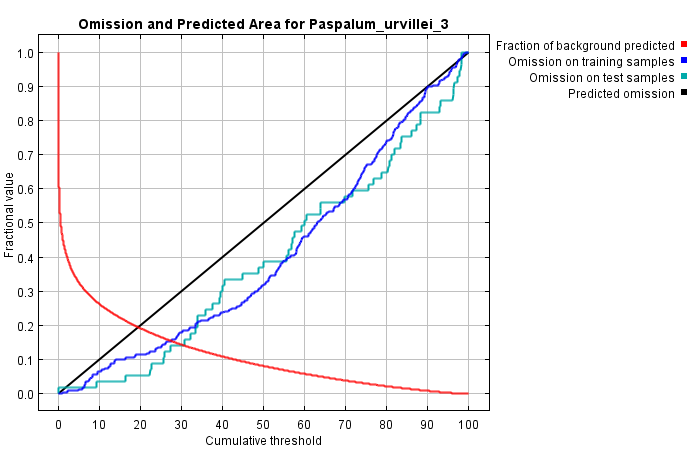 Omission and Predicted Area for Paspalum_urvillei_3
Fraction of background predicted
Omission on training samples
Omission on test samples
Predicted omission
Fractional value
1.0
0.9
0.8
0.7
0.6
0.5
0.4
0.3
0.2
0.1
0.0
0 10 20 30 40 50 60 70 80 90 100
Cumulative threshold